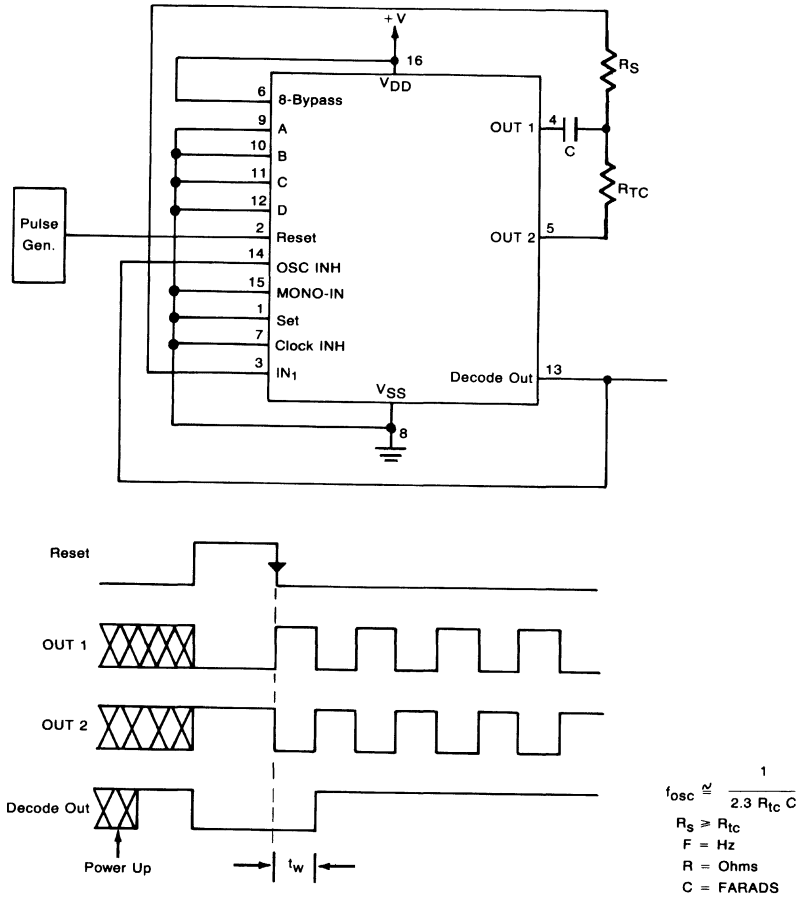 +V
16
VDD
RS
6 8-Bypass
9 A
10 B
11 C
12 D
2 Reset
14 OSC INH
15 MONO-IN
1 Set
7 Clock INH
3 IN1
OUT 1 4
C
RTC
OUT 2 5
Decode Out 13
VSS
8
Pulse
Gen.
Reset
OUT 1
OUT 2
Decode Out
Power Up
tw
fosc ≅ 1 / 2.3 Rtc C
Rs ⩾ Rtc
F = Hz
R = Ohms
C = FARADS